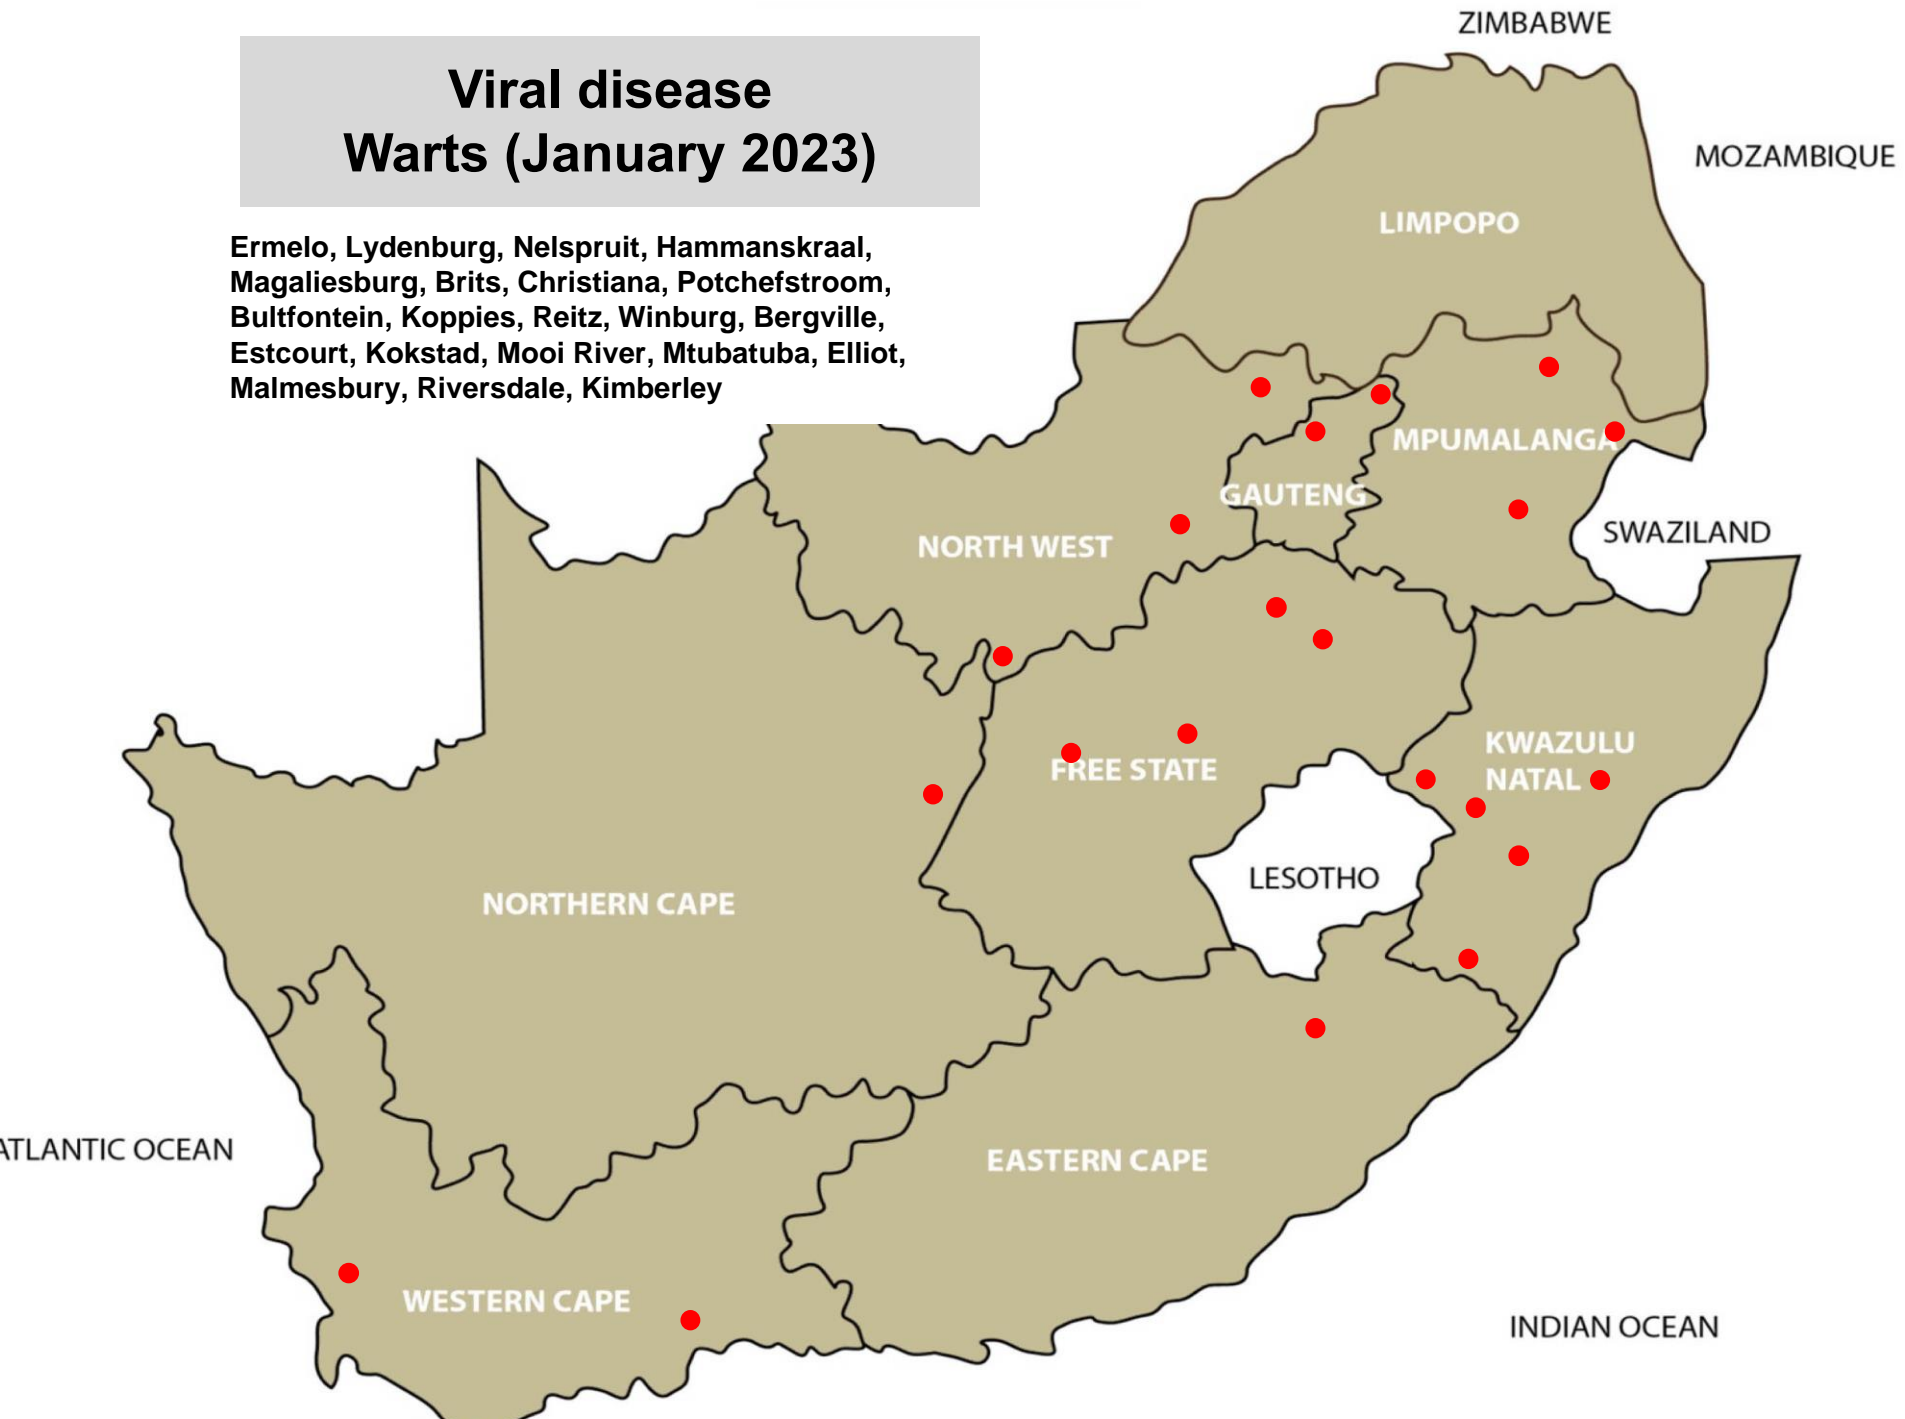 ZIMBABWE
Viral disease
Warts (January 2023)
MOZAMBIQUE
LIMPOPO
Ermelo, Lydenburg, Nelspruit, Hammanskraal,
Magaliesburg, Brits, Christiana, Potchefstroom,
Bultfontein, Koppies, Reitz, Winburg, Bergville,
Estcourt, Kokstad, Mooi River, Mtubatuba, Elliot,
Malmesbury, Riversdale, Kimberley
MPUMALANGA
GAUTENG
SWAZILAND
NORTH WEST
KWAZULU
NATAL
FREE STATE
LESOTHO
NORTHERN CAPE
ATLANTIC OCEAN
EASTERN CAPE
WESTERN CAPE
INDIAN OCEAN